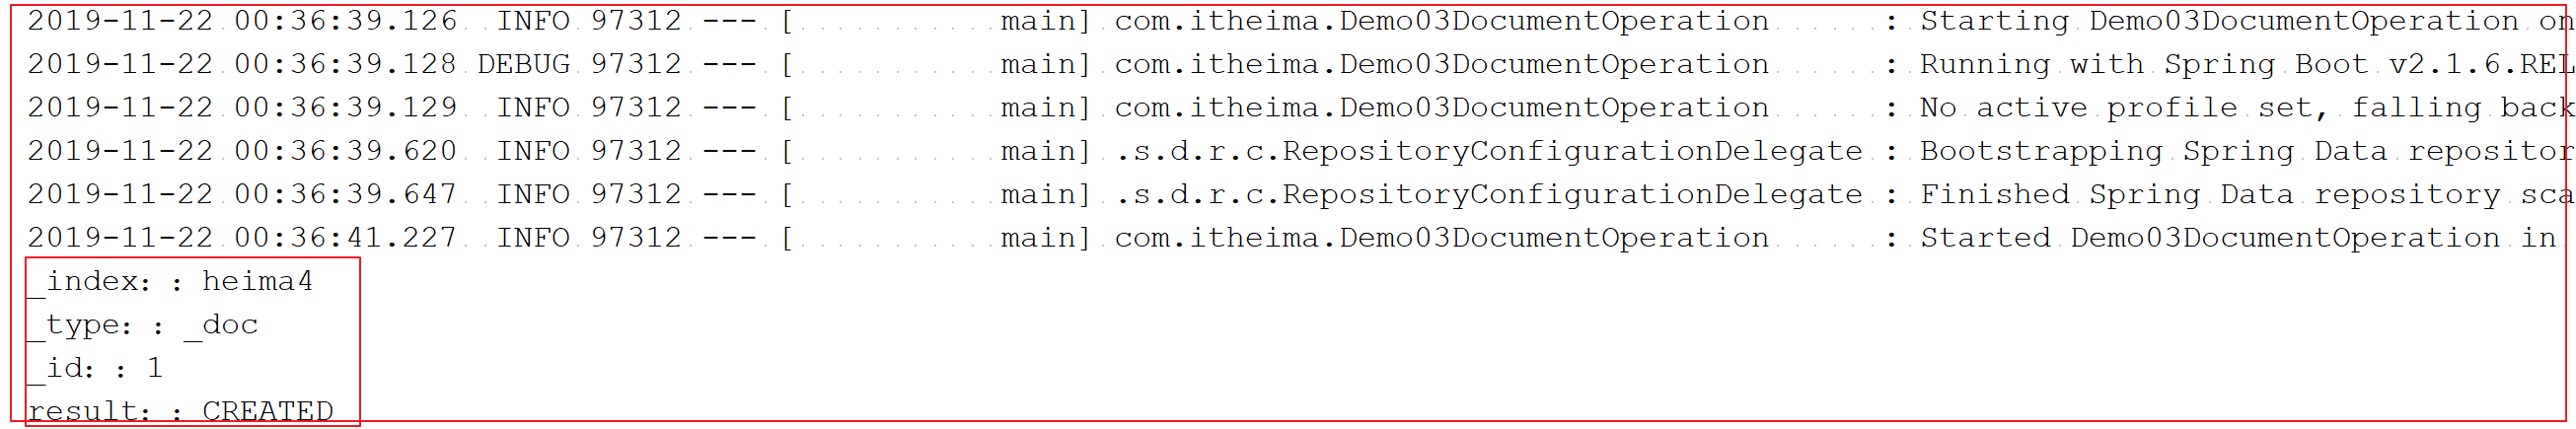 2019-11-22 00:36:39.126  INFO 97312 --- [           main] com.itheima.Demo03DocumentOperation      : Starting Demo03DocumentOperation on
2019-11-22 00:36:39.128 DEBUG 97312 --- [           main] com.itheima.Demo03DocumentOperation      : Running with Spring Boot v2.1.6.REL
2019-11-22 00:36:39.129  INFO 97312 --- [           main] com.itheima.Demo03DocumentOperation      : No active profile set, falling back
2019-11-22 00:36:39.620  INFO 97312 --- [           main] .s.d.r.c.RepositoryConfigurationDelegate : Bootstrapping Spring Data repositor
2019-11-22 00:36:39.647  INFO 97312 --- [           main] .s.d.r.c.RepositoryConfigurationDelegate : Finished Spring Data repository sca
2019-11-22 00:36:41.227  INFO 97312 --- [           main] com.itheima.Demo03DocumentOperation      : Started Demo03DocumentOperation in
_index: : heima4
_type: : _doc
_id: : 1
result: : CREATED